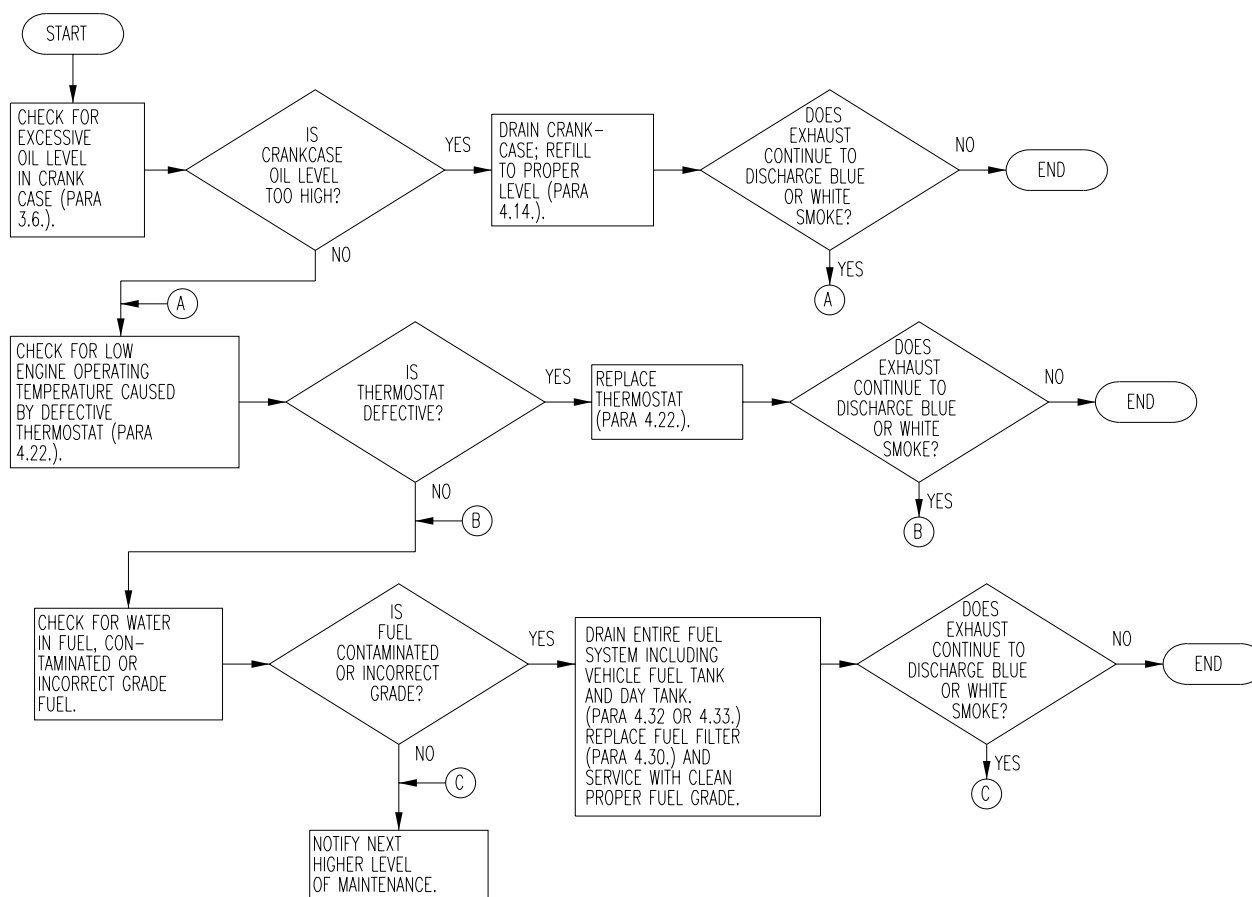 START
CHECK FOR
EXCESSIVE
OIL LEVEL
IN CRANK
CASE (PARA
3.6.).
IS
CRANKCASE
OIL LEVEL
TOO HIGH?
YES
NO
DRAIN CRANK-
CASE; REFILL
TO PROPER
LEVEL (PARA
4.14.).
DOES
EXHAUST
CONTINUE TO
DISCHARGE BLUE
OR WHITE
SMOKE?
NO
END
YES
A
A
CHECK FOR LOW
ENGINE OPERATING
TEMPERATURE CAUSED
BY DEFECTIVE
THERMOSTAT (PARA
4.22.).
IS
THERMOSTAT
DEFECTIVE?
YES
NO
REPLACE
THERMOSTAT
(PARA 4.22.).
DOES
EXHAUST
CONTINUE TO
DISCHARGE BLUE
OR WHITE
SMOKE?
NO
END
YES
B
B
CHECK FOR WATER
IN FUEL, CON-
TAMINATED OR
INCORRECT GRADE
FUEL.
IS
FUEL
CONTAMINATED
OR INCORRECT
GRADE?
YES
NO
DRAIN ENTIRE FUEL
SYSTEM INCLUDING
VEHICLE FUEL TANK
AND DAY TANK.
(PARA 4.32 OR 4.33.)
REPLACE FUEL FILTER
(PARA 4.30.) AND
SERVICE WITH CLEAN
PROPER FUEL GRADE.
DOES
EXHAUST
CONTINUE TO
DISCHARGE BLUE
OR WHITE
SMOKE?
NO
END
YES
C
C
NOTIFY NEXT
HIGHER LEVEL
OF MAINTENANCE.